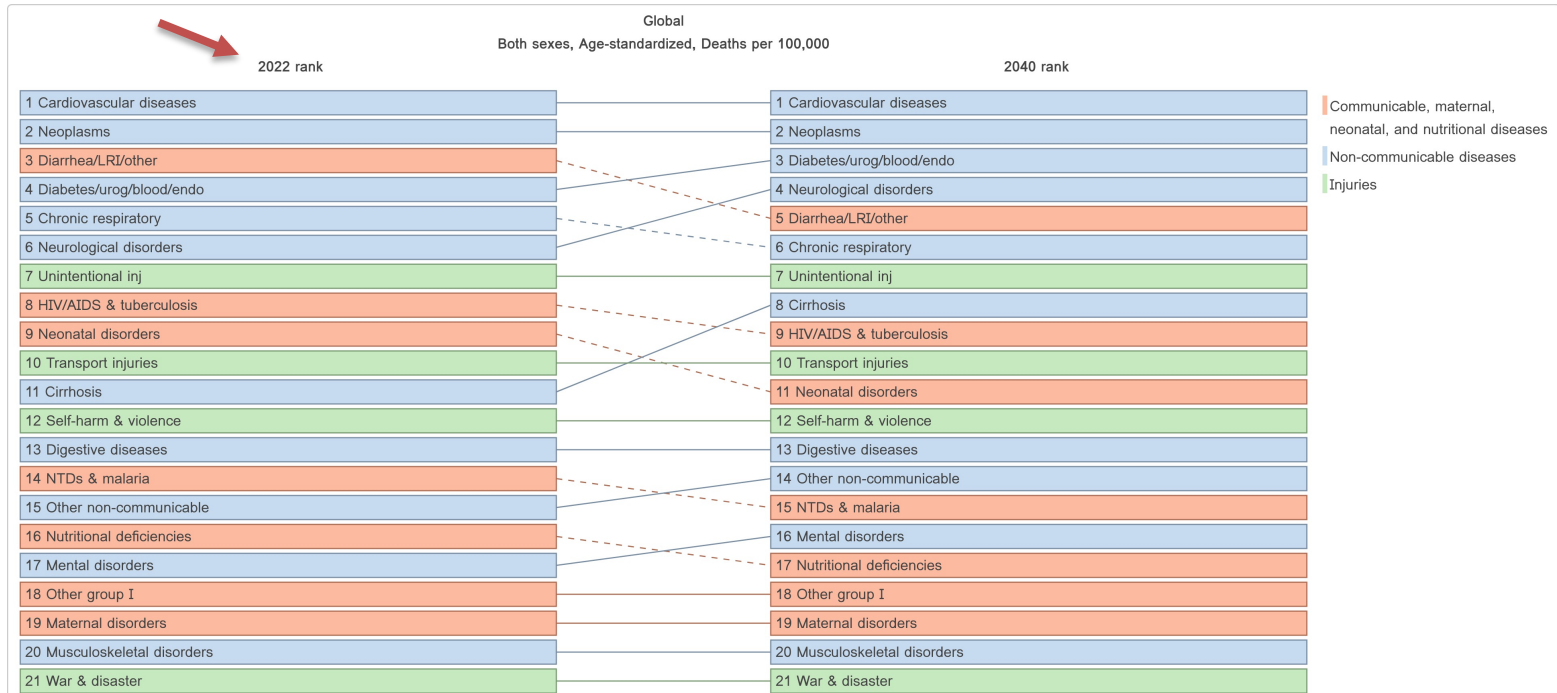 Global
Both sexes, Age-standardized, Deaths per 100,000
2022 rank
2040 rank
1 Cardiovascular diseases
2 Neoplasms
3 Diarrhea/LRI/other
4 Diabetes/urog/blood/endo
5 Chronic respiratory
6 Neurological disorders
7 Unintentional inj
8 HIV/AIDS & tuberculosis
9 Neonatal disorders
10 Transport injuries
11 Cirrhosis
12 Self-harm & violence
13 Digestive diseases
14 NTDs & malaria
15 Other non-communicable
16 Nutritional deficiencies
17 Mental disorders
18 Other group I
19 Maternal disorders
20 Musculoskeletal disorders
21 War & disaster
1 Cardiovascular diseases
2 Neoplasms
3 Diabetes/urog/blood/endo
4 Neurological disorders
5 Diarrhea/LRI/other
6 Chronic respiratory
7 Unintentional inj
8 Cirrhosis
9 HIV/AIDS & tuberculosis
10 Transport injuries
11 Neonatal disorders
12 Self-harm & violence
13 Digestive diseases
14 Other non-communicable
15 NTDs & malaria
16 Mental disorders
17 Nutritional deficiencies
18 Other group I
19 Maternal disorders
20 Musculoskeletal disorders
21 War & disaster
Communicable, maternal,
neonatal, and nutritional diseases
Non-communicable diseases
Injuries